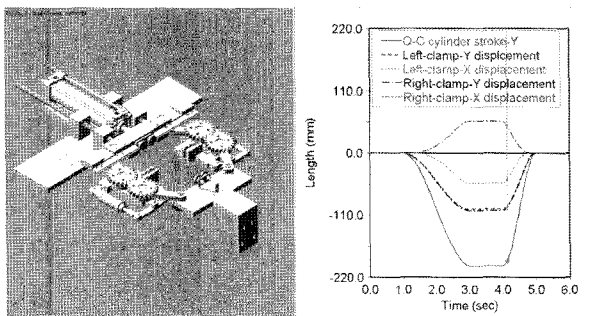 220.0
Q-C cylinder stroke-Y
Left-clamp-Y displcement
Left-clamp-X displacement
110.0
Right-clamp-Y displacement
Right-clamp-X displacement
0.0
Length (mm)
-110.0
-220.0
0.0 1.0 2.0 3.0 4.0 5.0 6.0
Time (sec)